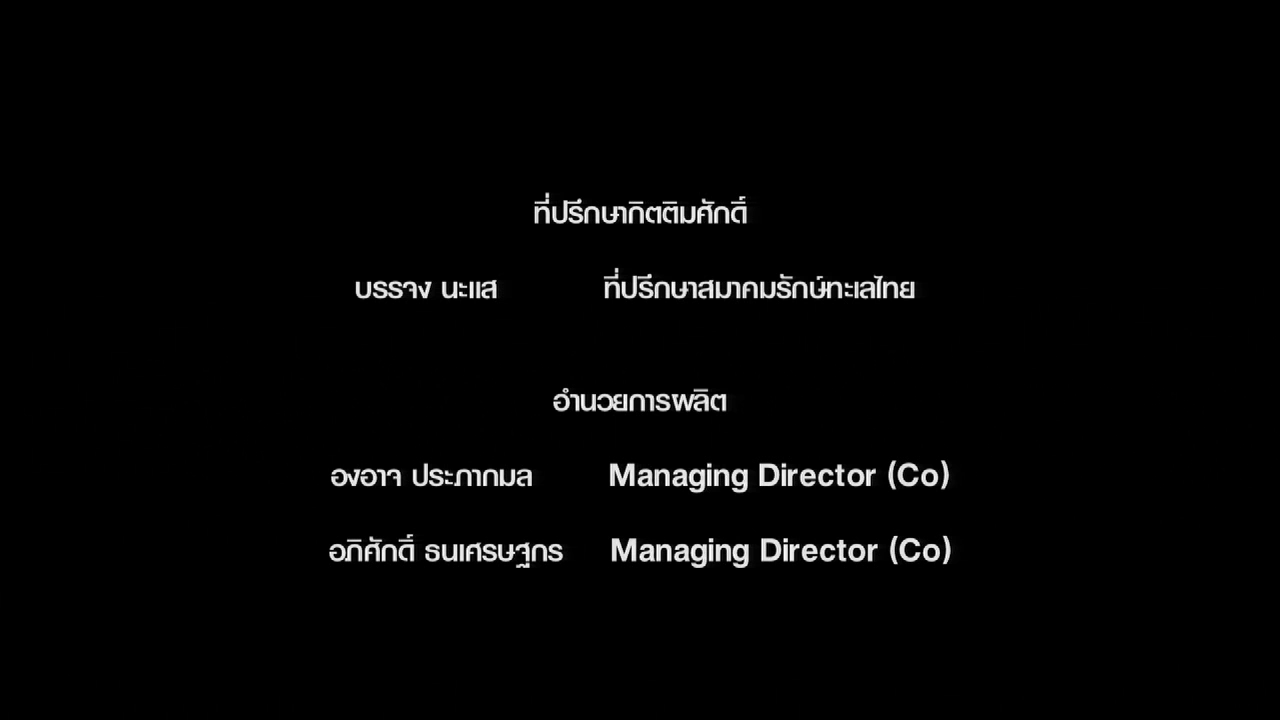 ที่ปรึกษากิตติมศักดิ์
บรรจง นะแส ที่ปรึกษาสมาคมรักษ์ทะเลไทย
อำนวยการผลิต
องอาจ ประภากมล Managing Director (Co)
อภิศักดิ์ ธนเศรษฐกร Managing Director (Co)